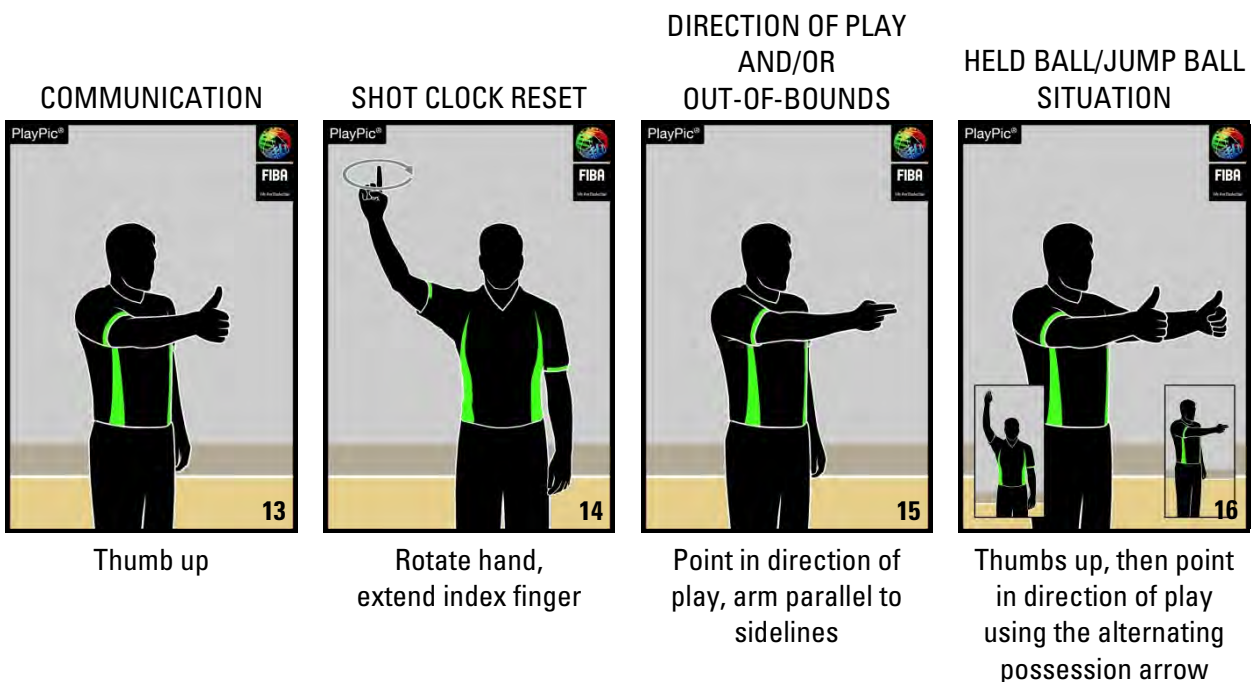 COMMUNICATION
SHOT CLOCK RESET
DIRECTION OF PLAY
AND/OR
OUT-OF-BOUNDS
HELD BALL/JUMP BALL
SITUATION
PlayPic®
FIBA
13
PlayPic®
FIBA
14
PlayPic®
FIBA
15
PlayPic®
FIBA
16
Thumb up
Rotate hand,
extend index finger
Point in direction of
play, arm parallel to
sidelines
Thumbs up, then point
in direction of play
using the alternating
possession arrow